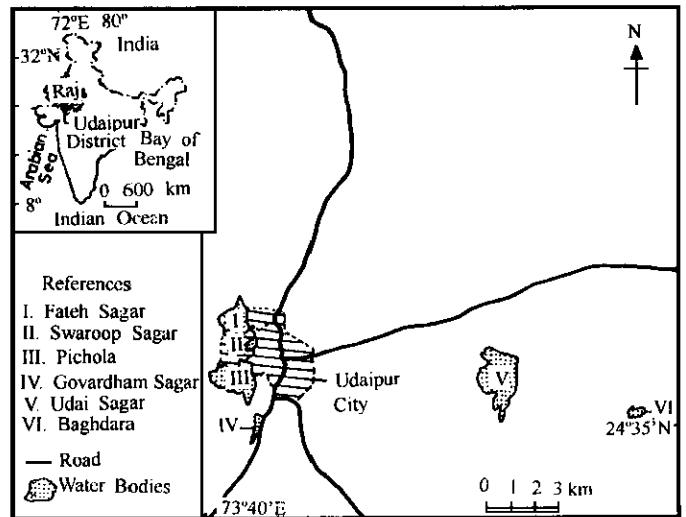 72°E 80°
India
32°N
Raj
Udaipur
District
Bay of
Bengal
Arabian
Sea
0 600 km
8°
Indian Ocean
N
References
I. Fateh Sagar
II. Swaroop Sagar
III. Pichola
IV. Govardham Sagar
V. Udai Sagar
VI. Baghdara
Road
Water Bodies
I
II
III
IV
Udaipur
City
V
VI
24°35'N
73°40'E
0 1 2 3 km